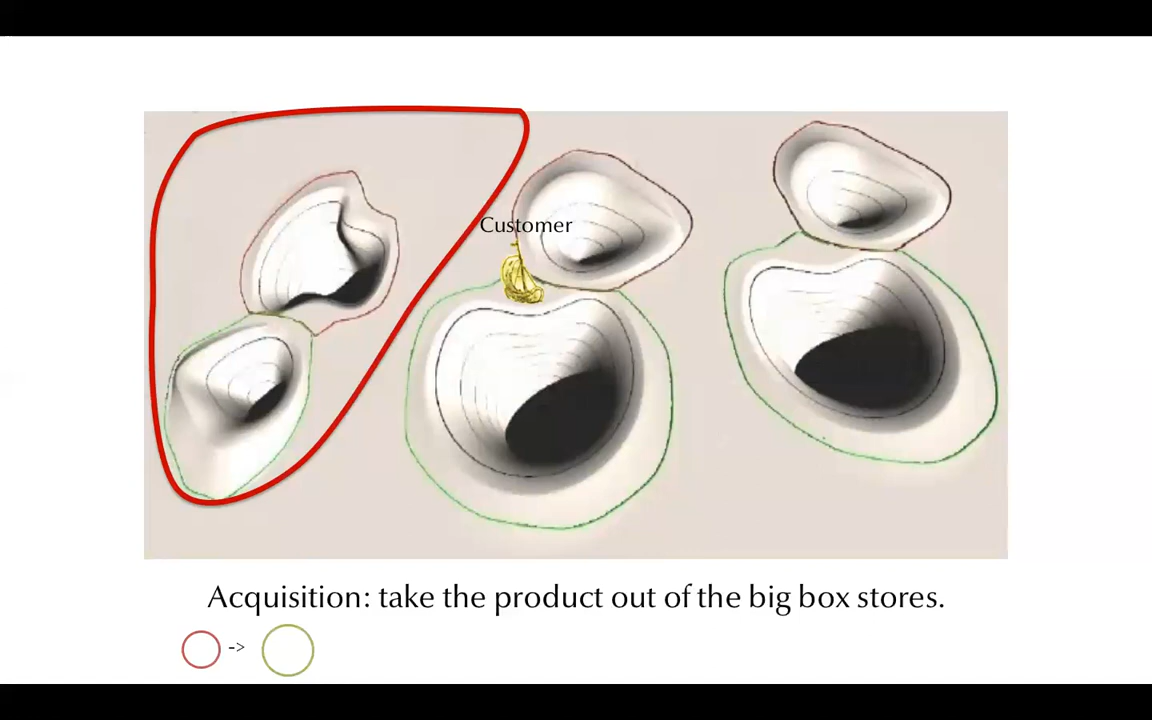 Customer
Acquisition: take the product out of the big box stores.
->